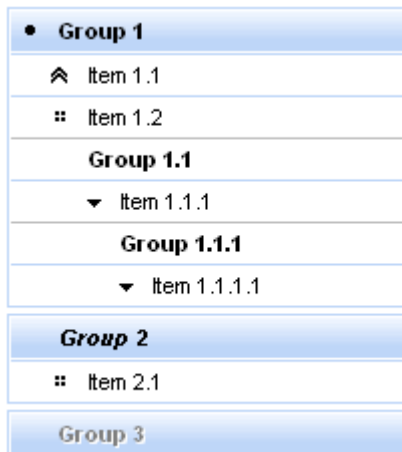 Group 1
Item 1.1
Item 1.2
Group 1.1
Item 1.1.1
Group 1.1.1
Item 1.1.1.1
Group 2
Item 2.1
Group 3